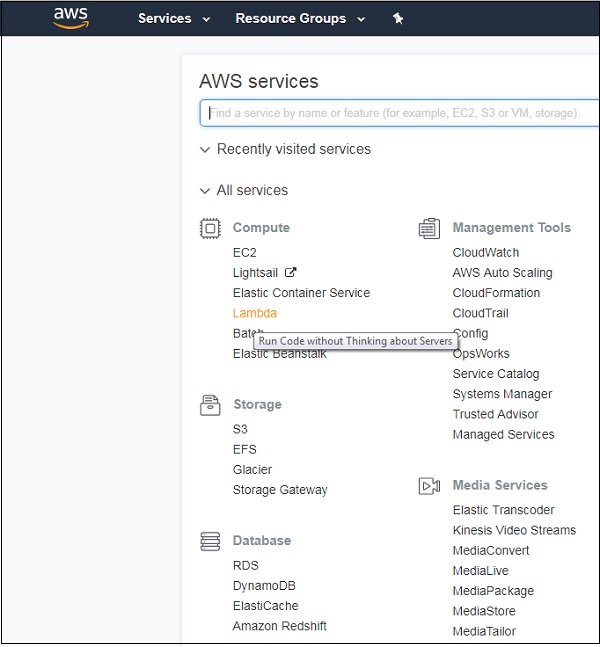 aws Services Resource Groups
AWS services
Find a service by name or feature (for example, EC2, S3 or VM, storage).
Recently visited services
All services
Compute
EC2
Lightsail
Elastic Container Service
Lambda
Batch
Run Code without Thinking about Servers
Elastic Beanstalk
Storage
S3
EFS
Glacier
Storage Gateway
Database
RDS
DynamoDB
ElastiCache
Amazon Redshift
Management Tools
CloudWatch
AWS Auto Scaling
CloudFormation
CloudTrail
Config
OpsWorks
Service Catalog
Systems Manager
Trusted Advisor
Managed Services
Media Services
Elastic Transcoder
Kinesis Video Streams
MediaConvert
MediaLive
MediaPackage
MediaStore
MediaTailor